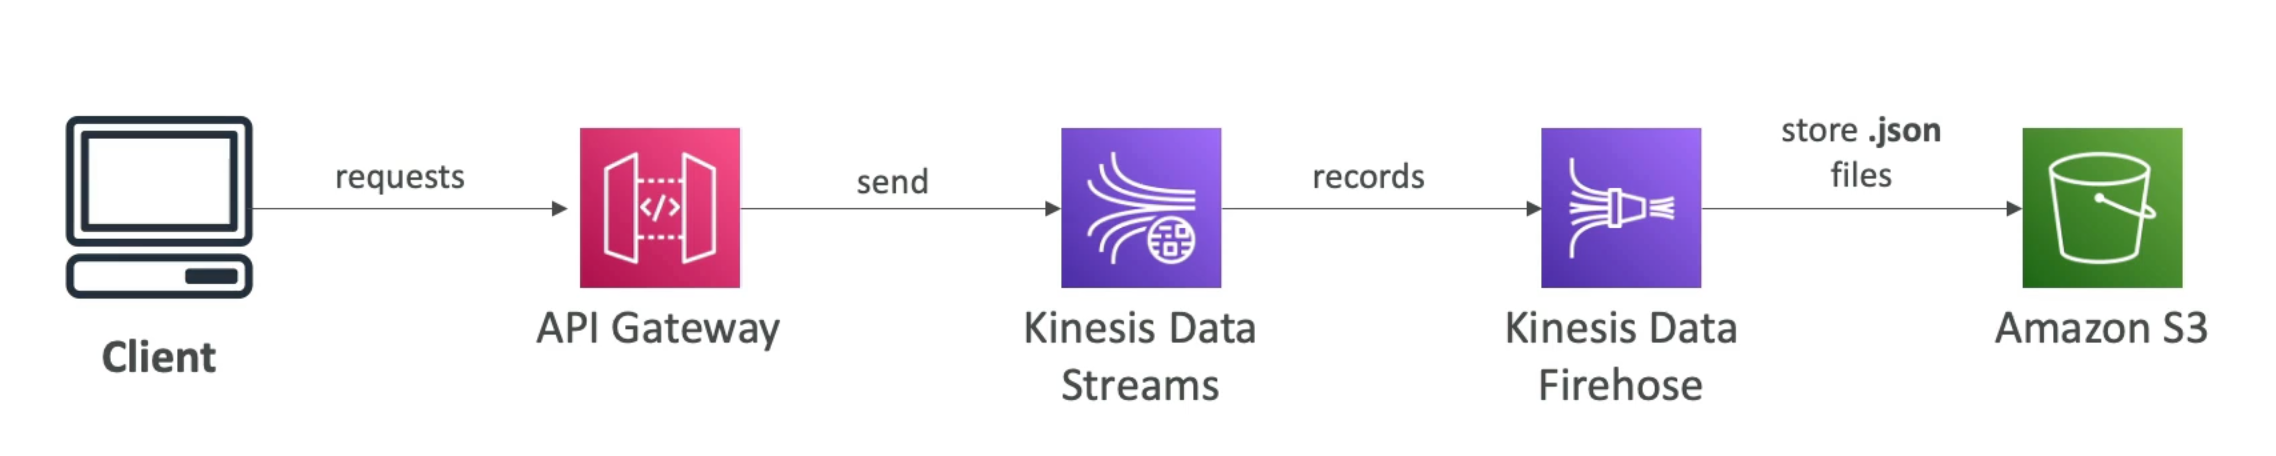 requests
send
records
store .json
files
</>
Client
API Gateway
Kinesis Data
Streams
Kinesis Data
Firehose
Amazon S3